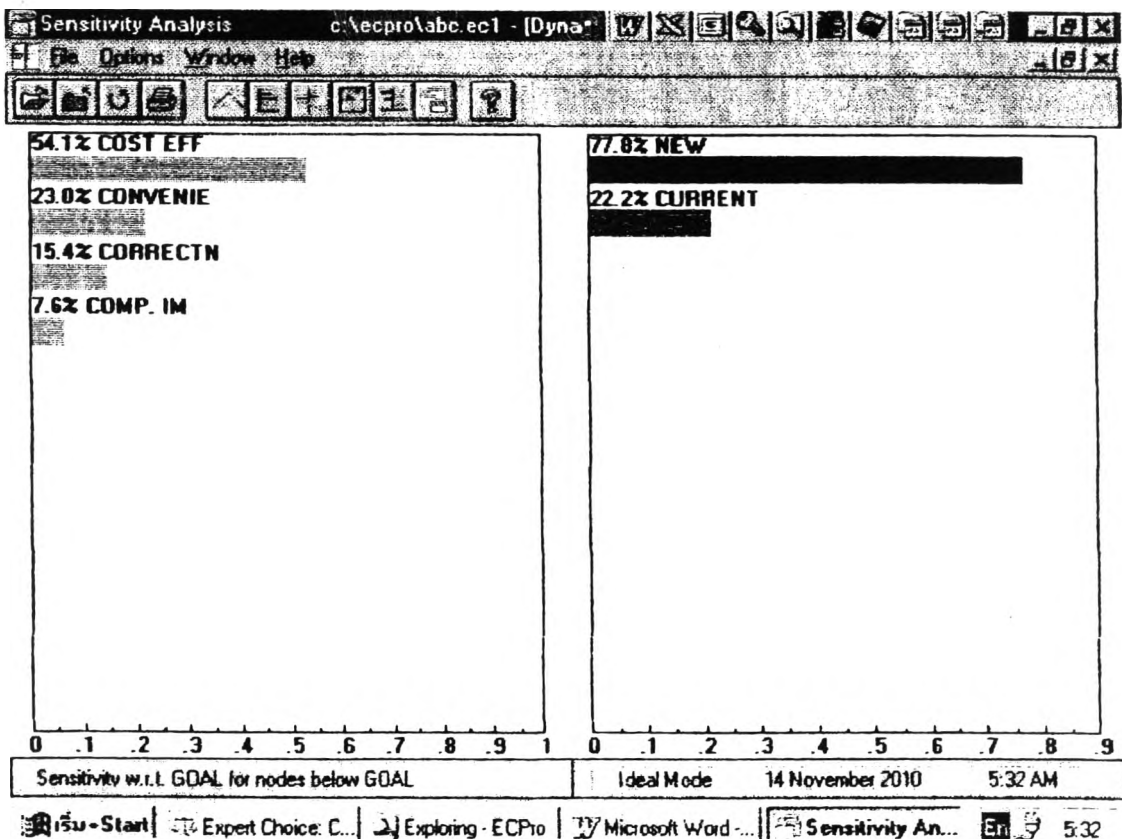 Sensitivity Analysis c:\ecpro\abc.ec1 - [Dyna
File Options Window Help
54.1% COST EFF
23.0% CONVENIE
15.4% CORRECTN
7.6% COMP. IM
77.8% NEW
22.2% CURRENT
0 .1 .2 .3 .4 .5 .6 .7 .8 .9 1
0 .1 .2 .3 .4 .5 .6 .7 .8 .9
Sensitivity w.r.t. GOAL for nodes below GOAL
Ideal Mode 14 November 2010 5:32 AM
เริ่ม - Start Expert Choice: C... Exploring - ECPro Microsoft Word -... Sensitivity An... En 5:32